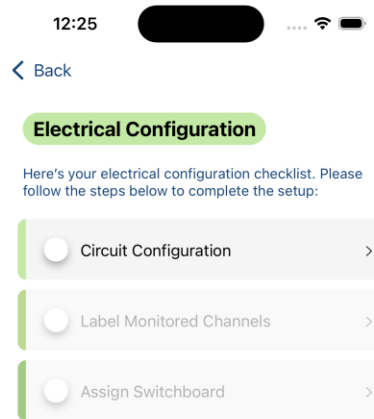 12:25
Back
Electrical Configuration
Here's your electrical configuration checklist. Please
follow the steps below to complete the setup:
Circuit Configuration
Label Monitored Channels
Assign Switchboard